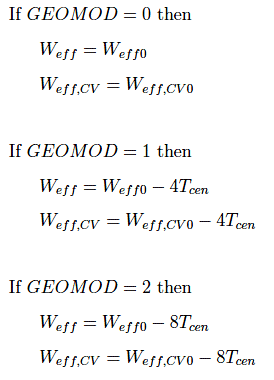 If GEOMOD = 0 then
W_eff = W_eff0
W_eff,CV = W_eff,CV0
If GEOMOD = 1 then
W_eff = W_eff0 − 4T_cen
W_eff,CV = W_eff,CV0 − 4T_cen
If GEOMOD = 2 then
W_eff = W_eff0 − 8T_cen
W_eff,CV = W_eff,CV0 − 8T_cen